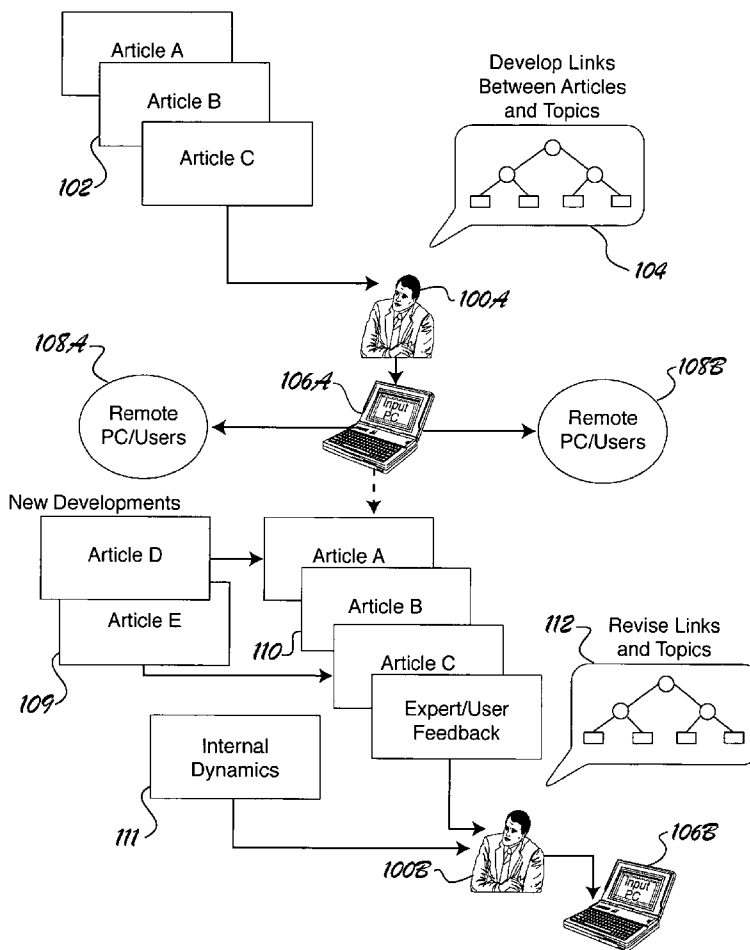 Article A
Article B
Article C
102
Develop Links
Between Articles
and Topics
104
100A
108A
106A
108B
Remote
PC/Users
Input
PC
Remote
PC/Users
New Developments
Article D
Article E
109
Article A
Article B
110
Article C
Expert/User
Feedback
112
Revise Links
and Topics
Internal
Dynamics
111
100B
106B
Input
PC